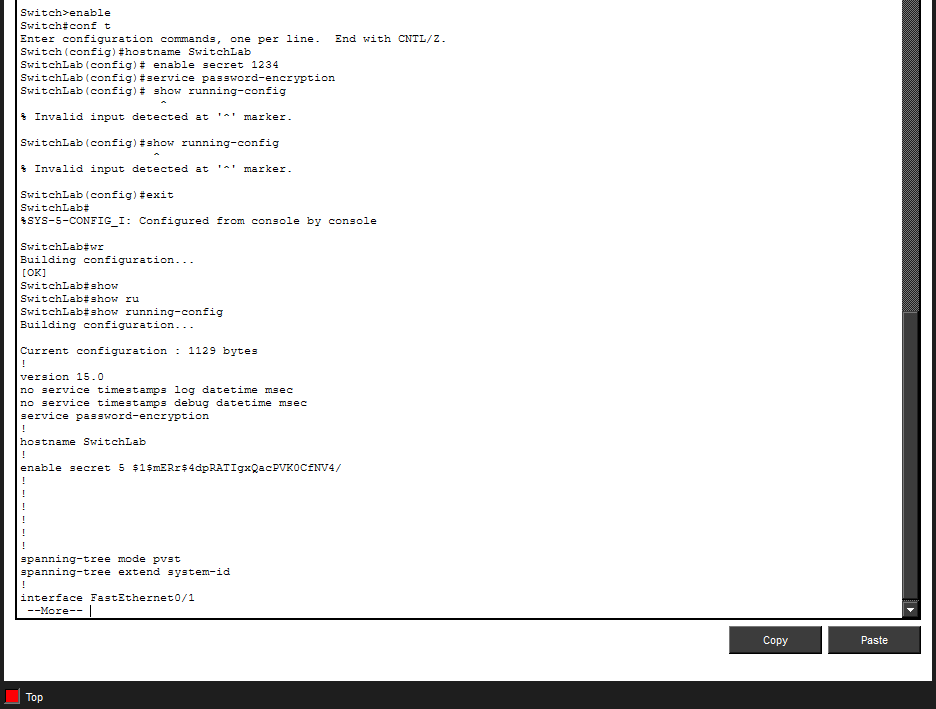 Switch>enable
Switch#conf t
Enter configuration commands, one per line.  End with CNTL/Z.
Switch(config)#hostname SwitchLab
SwitchLab(config)# enable secret 1234
SwitchLab(config)#service password-encryption
SwitchLab(config)# show running-config
^
% Invalid input detected at '^' marker.
SwitchLab(config)#show running-config
^
% Invalid input detected at '^' marker.
SwitchLab(config)#exit
SwitchLab#
%SYS-5-CONFIG_I: Configured from console by console
SwitchLab#wr
Building configuration...
[OK]
SwitchLab#show
SwitchLab#show ru
SwitchLab#show running-config
Building configuration...
Current configuration : 1129 bytes
!
version 15.0
no service timestamps log datetime msec
no service timestamps debug datetime msec
service password-encryption
!
hostname SwitchLab
!
enable secret 5 $1$mERr$4dpRATIgxQacPVK0CfNV4/
!
!
!
!
!
!
spanning-tree mode pvst
spanning-tree extend system-id
!
interface FastEthernet0/1
--More--
Copy
Paste
Top